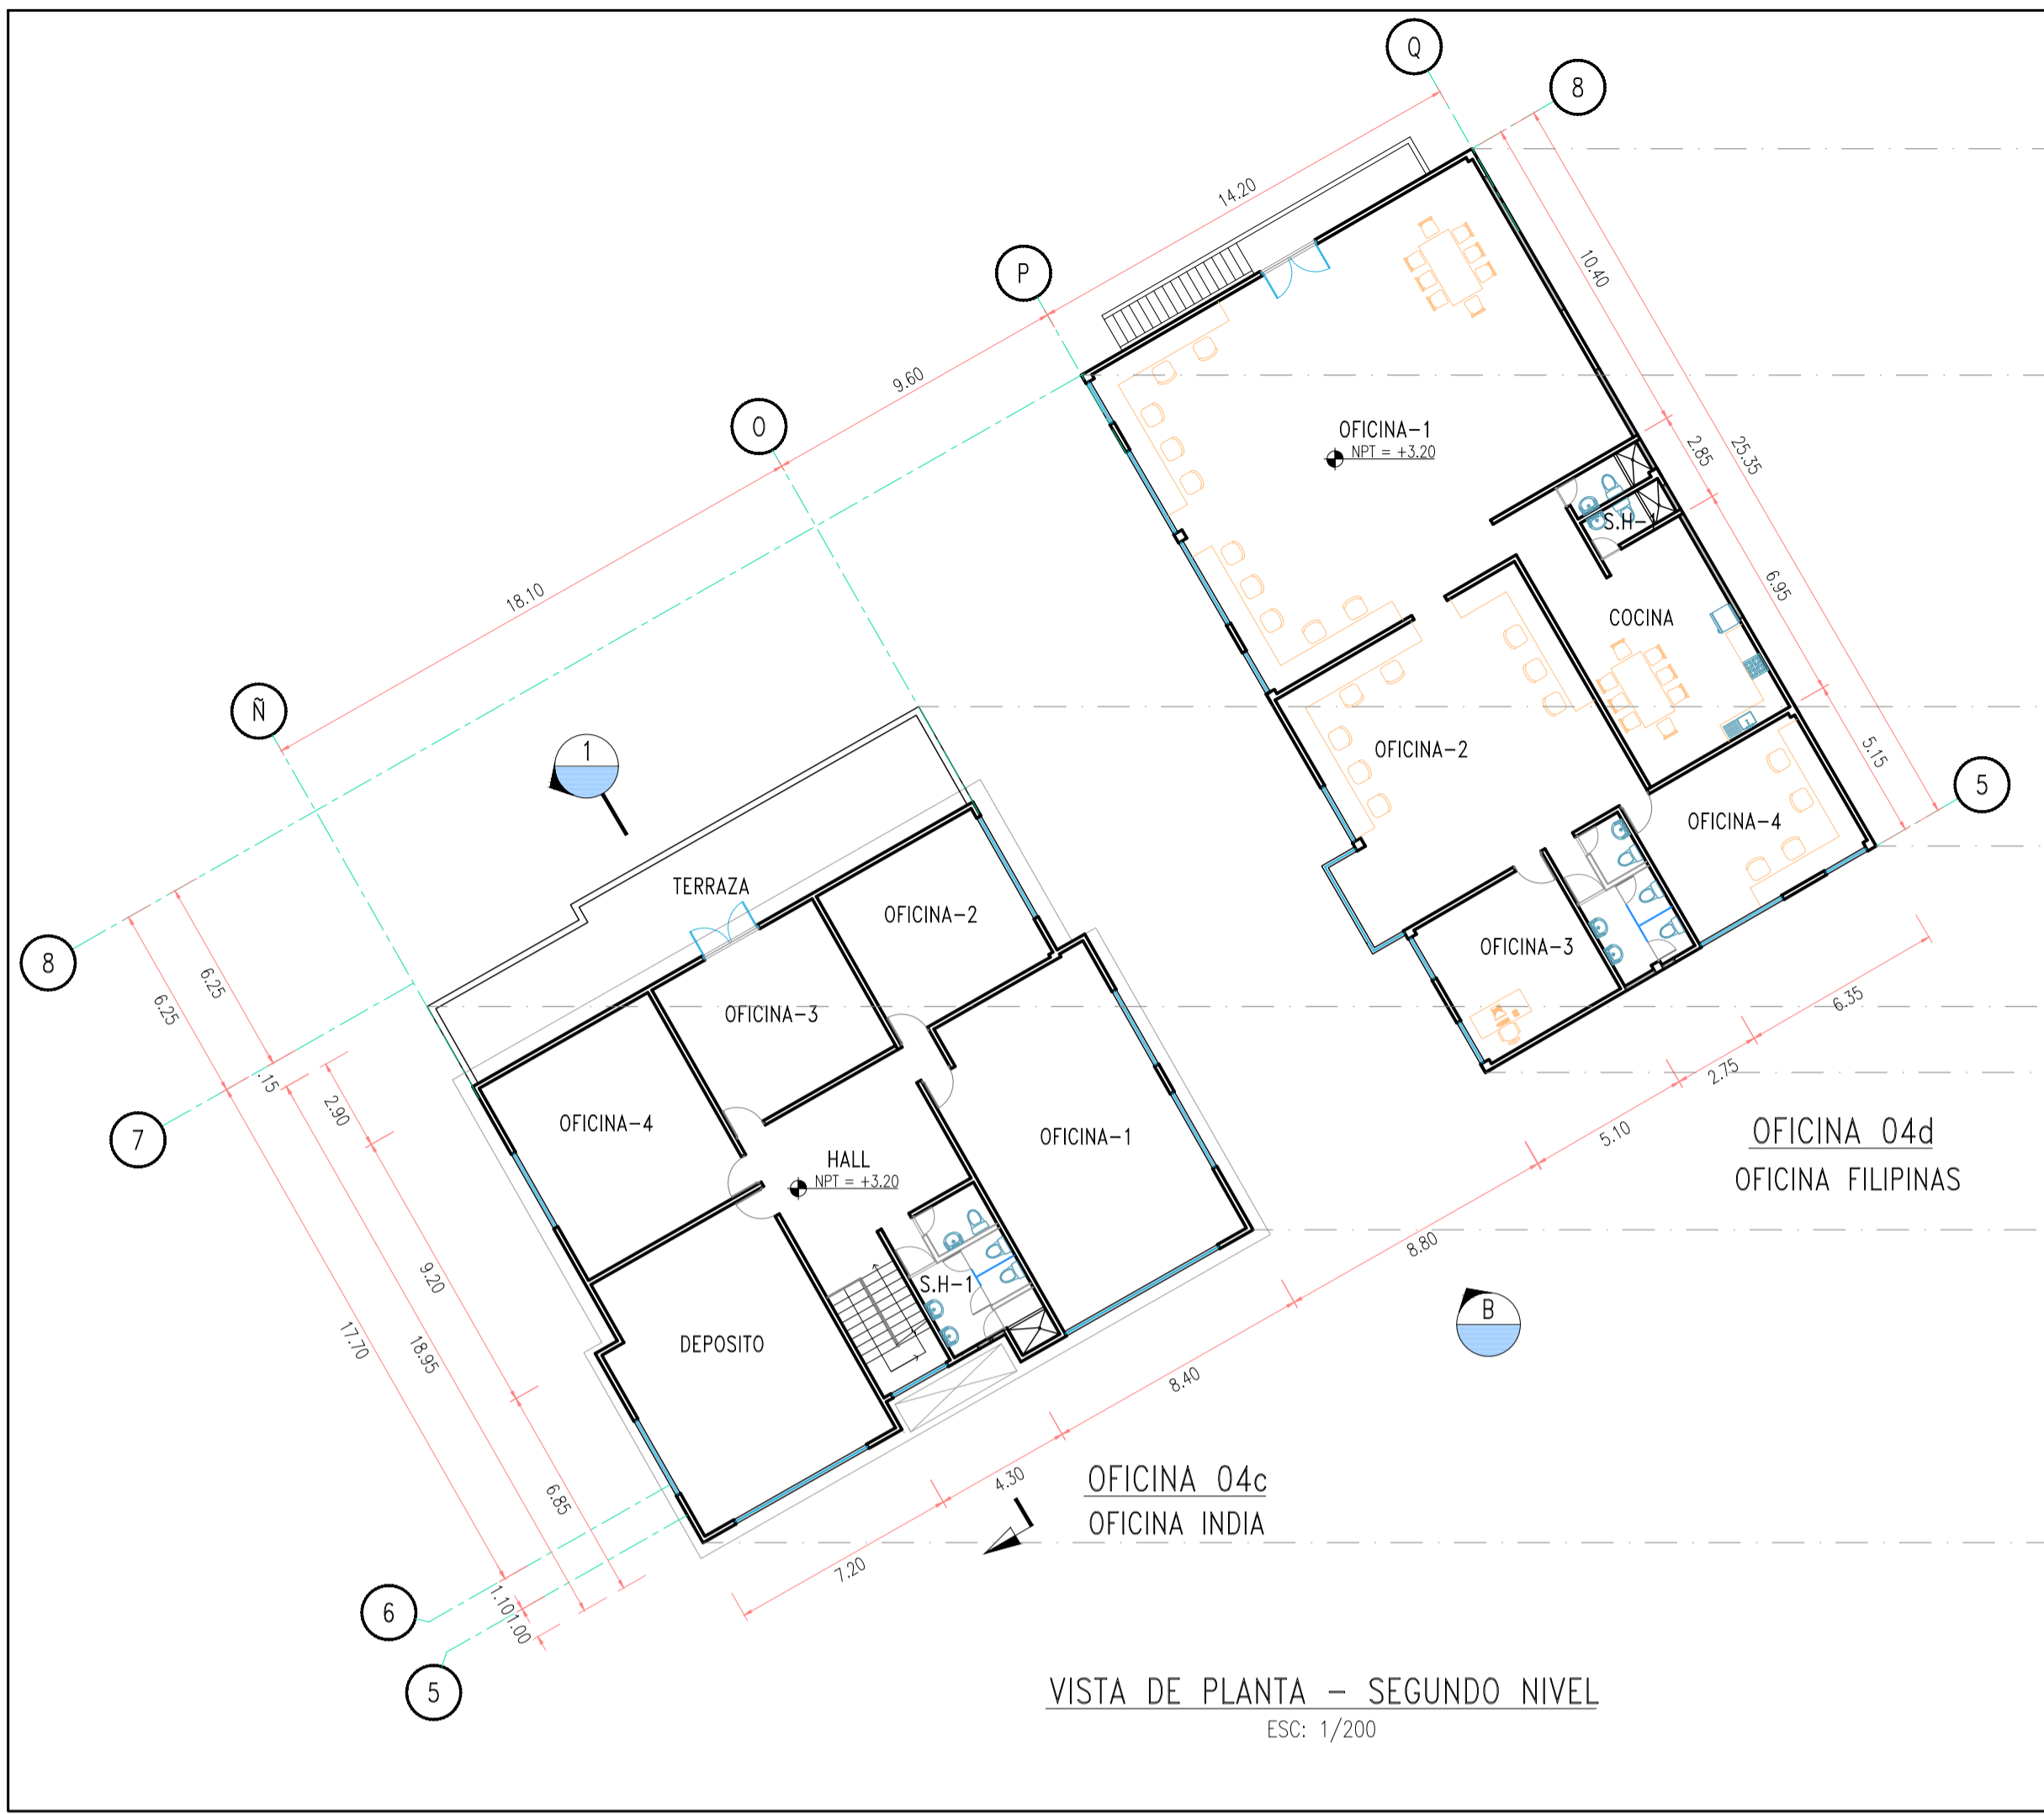 Q
8
14.20
P
10.40
9.60
O
OFICINA-1
NPT = +3.20
2.85
25.35
S.H-1
18.10
6.95
COCINA
Ñ
OFICINA-2
5.15
1
5
OFICINA-4
TERRAZA
OFICINA-2
OFICINA-3
8
6.25
6.25
OFICINA-3
6.35
.15
2.90
2.75
7
OFICINA-4
OFICINA-1
5.10
OFICINA 04d
OFICINA FILIPINAS
HALL
NPT = +3.20
8.80
9.20
S.H-1
B
17.70
18.95
DEPOSITO
8.40
6.85
4.30
OFICINA 04c
OFICINA INDIA
7.20
6
1.10
1.00
5
VISTA DE PLANTA - SEGUNDO NIVEL
ESC: 1/200